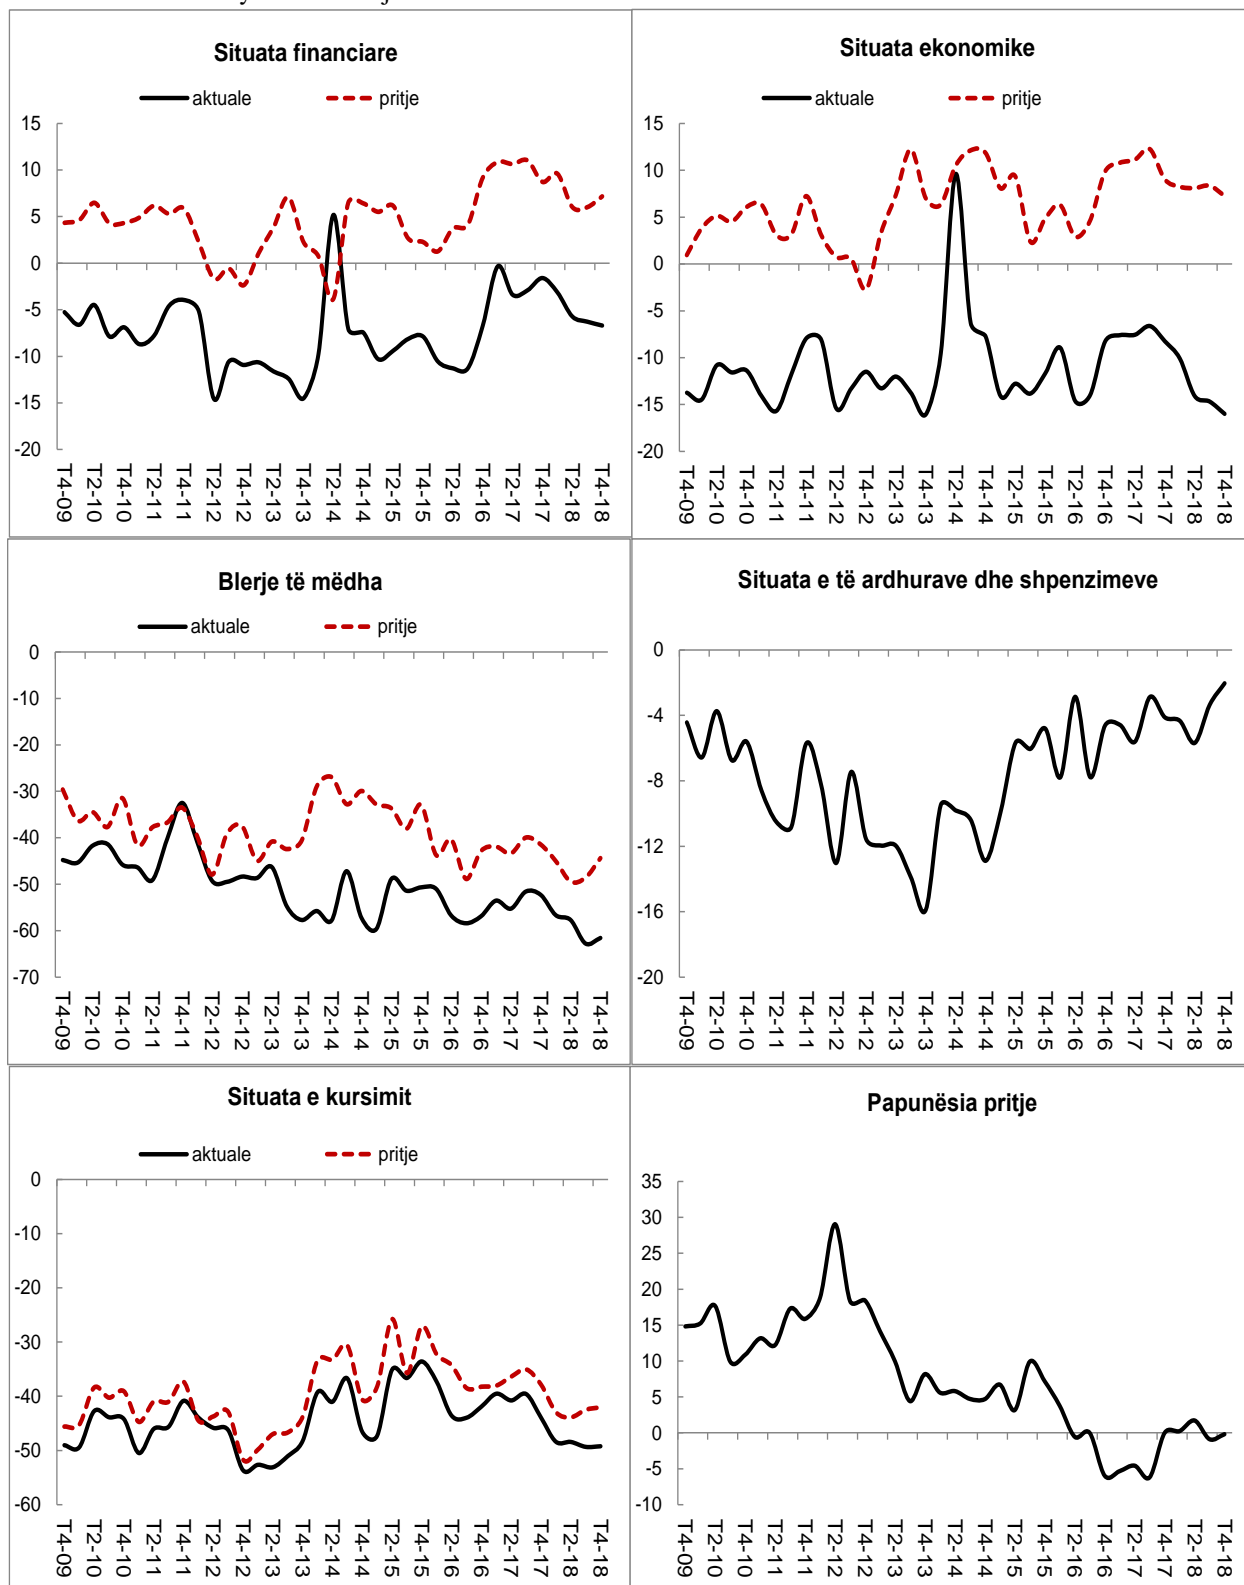 Situata financiare
aktuale pritje
15
10
5
0
-5
-10
-15
-20
T4-09 T2-10 T4-10 T2-11 T4-11 T2-12 T4-12 T2-13 T4-13 T2-14 T4-14 T2-15 T4-15 T2-16 T4-16 T2-17 T4-17 T2-18 T4-18
Situata ekonomike
aktuale pritje
15
10
5
0
-5
-10
-15
-20
T4-09 T2-10 T4-10 T2-11 T4-11 T2-12 T4-12 T2-13 T4-13 T2-14 T4-14 T2-15 T4-15 T2-16 T4-16 T2-17 T4-17 T2-18 T4-18
Blerje të mëdha
aktuale pritje
0
-10
-20
-30
-40
-50
-60
-70
T4-09 T2-10 T4-10 T2-11 T4-11 T2-12 T4-12 T2-13 T4-13 T2-14 T4-14 T2-15 T4-15 T2-16 T4-16 T2-17 T4-17 T2-18 T4-18
Situata e të ardhurave dhe shpenzimeve
0
-4
-8
-12
-16
-20
T4-09 T2-10 T4-10 T2-11 T4-11 T2-12 T4-12 T2-13 T4-13 T2-14 T4-14 T2-15 T4-15 T2-16 T4-16 T2-17 T4-17 T2-18 T4-18
Situata e kursimit
aktuale pritje
0
-10
-20
-30
-40
-50
-60
T4-09 T2-10 T4-10 T2-11 T4-11 T2-12 T4-12 T2-13 T4-13 T2-14 T4-14 T2-15 T4-15 T2-16 T4-16 T2-17 T4-17 T2-18 T4-18
Papunësia pritje
35
30
25
20
15
10
5
0
-5
-10
T4-09 T2-10 T4-10 T2-11 T4-11 T2-12 T4-12 T2-13 T4-13 T2-14 T4-14 T2-15 T4-15 T2-16 T4-16 T2-17 T4-17 T2-18 T4-18